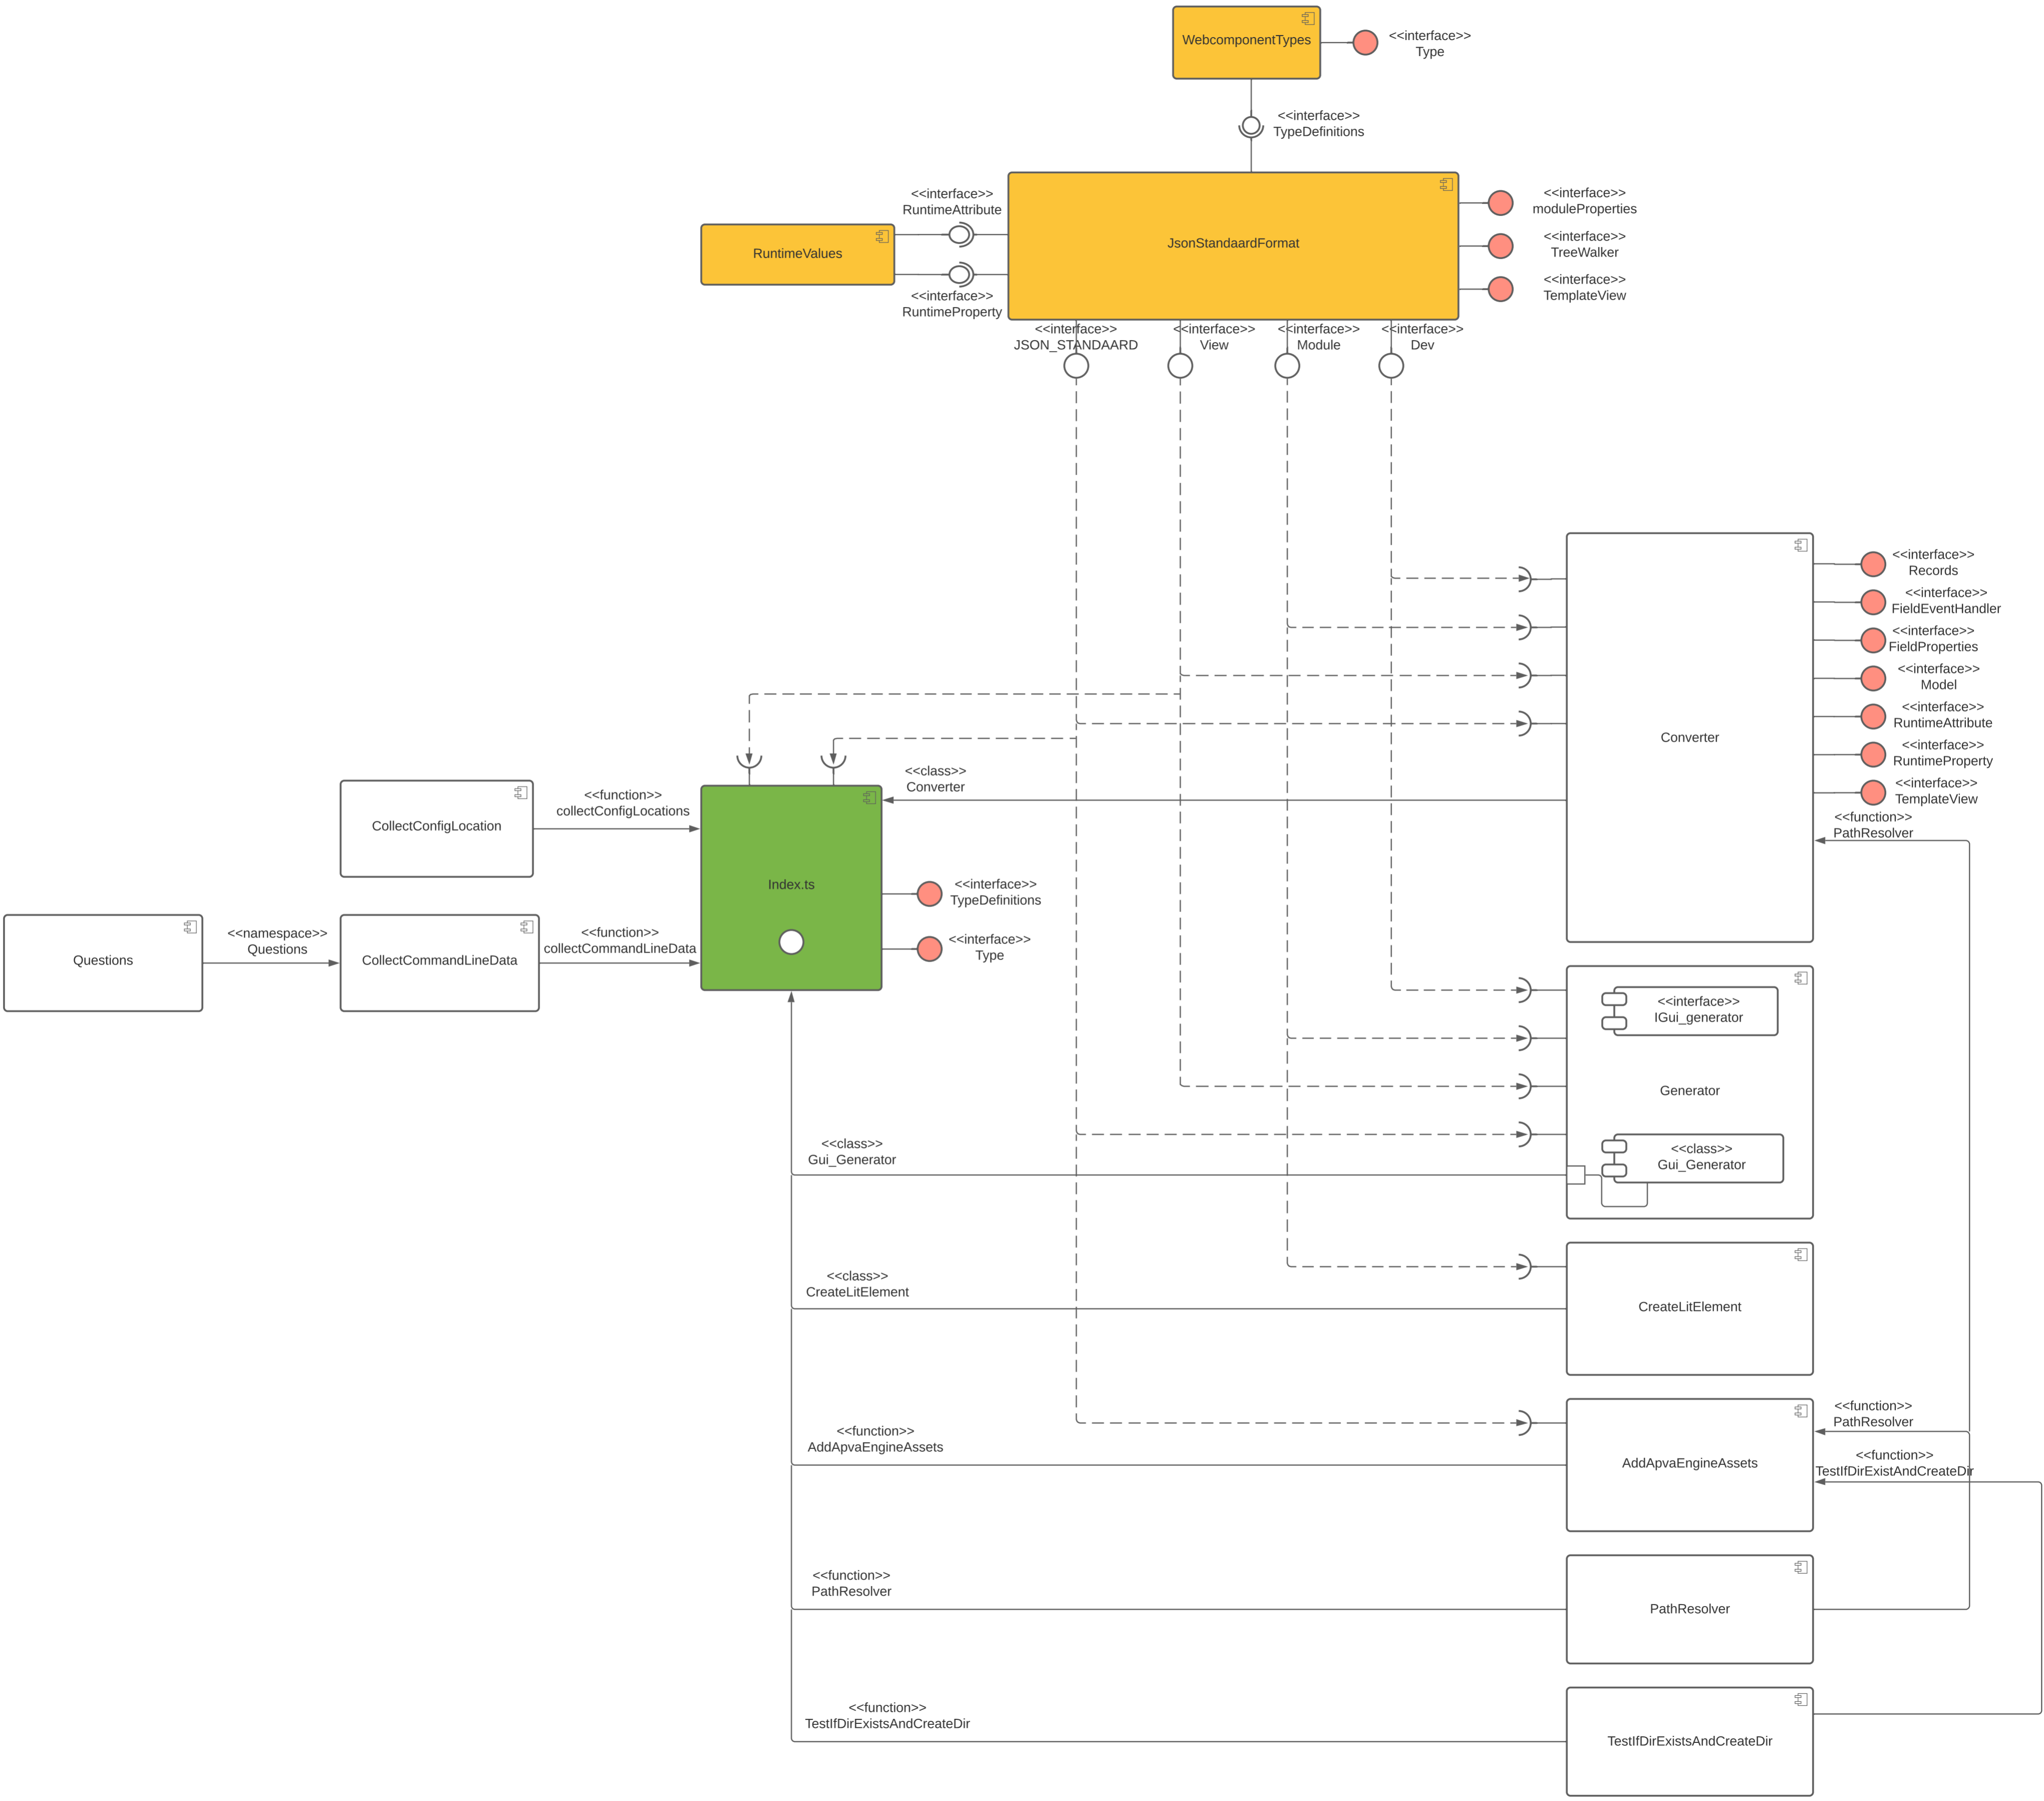 WebcomponentTypes
<<interface>>
Type
<<interface>>
TypeDefinitions
<<interface>>
RuntimeAttribute
RuntimeValues
<<interface>>
RuntimeProperty
JsonStandaardFormat
<<interface>>
moduleProperties
<<interface>>
TreeWalker
<<interface>>
TemplateView
<<interface>>
JSON_STANDAARD
<<interface>>
View
<<interface>>
Module
<<interface>>
Dev
Converter
<<interface>>
Records
<<interface>>
FieldEventHandler
<<interface>>
FieldProperties
<<interface>>
Model
<<interface>>
RuntimeAttribute
<<interface>>
RuntimeProperty
<<interface>>
TemplateView
<<function>>
PathResolver
<<class>>
Converter
CollectConfigLocation
<<function>>
collectConfigLocations
Index.ts
<<interface>>
TypeDefinitions
<<interface>>
Type
Questions
<<namespace>>
Questions
CollectCommandLineData
<<function>>
collectCommandLineData
<<interface>>
IGui_generator
Generator
<<class>>
Gui_Generator
<<class>>
Gui_Generator
<<class>>
CreateLitElement
CreateLitElement
<<function>>
AddApvaEngineAssets
AddApvaEngineAssets
<<function>>
PathResolver
<<function>>
TestIfDirExistAndCreateDir
<<function>>
PathResolver
PathResolver
<<function>>
TestIfDirExistsAndCreateDir
TestIfDirExistsAndCreateDir